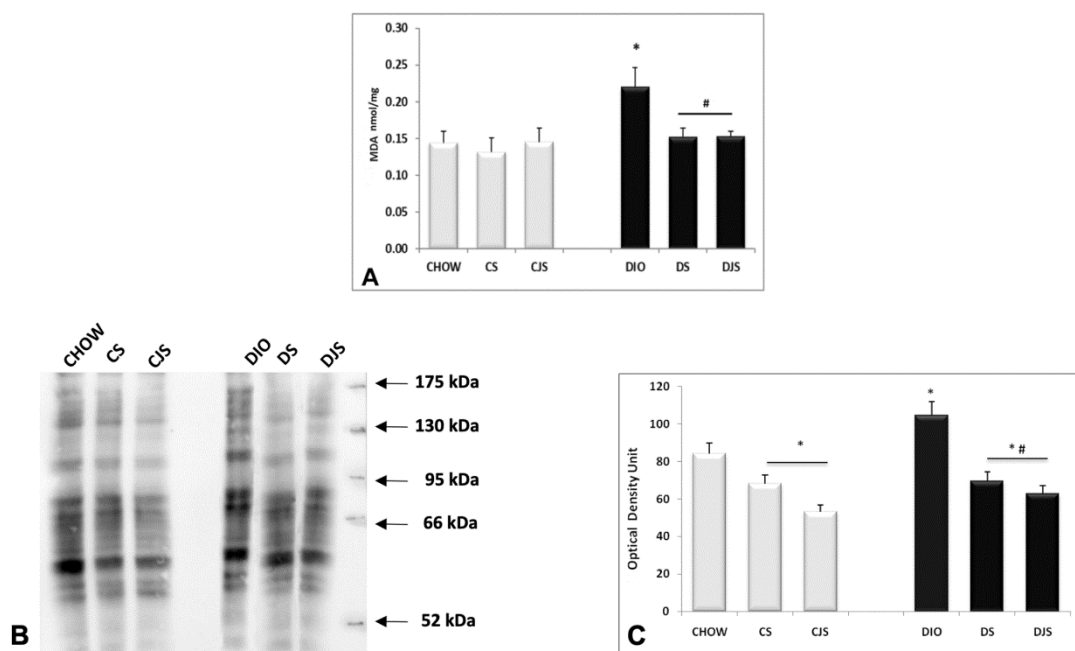 *
#
0.30
0.25
0.20
0.15
0.10
0.05
0.00
MDA nmol/mg
CHOW CS CJS DIO DS DJS
A
CHOW CS CJS DIO DS DJS
175 kDa
130 kDa
95 kDa
66 kDa
52 kDa
B
*
*
* #
120
100
80
60
40
20
0
Optical Density Unit
CHOW CS CJS DIO DS DJS
C